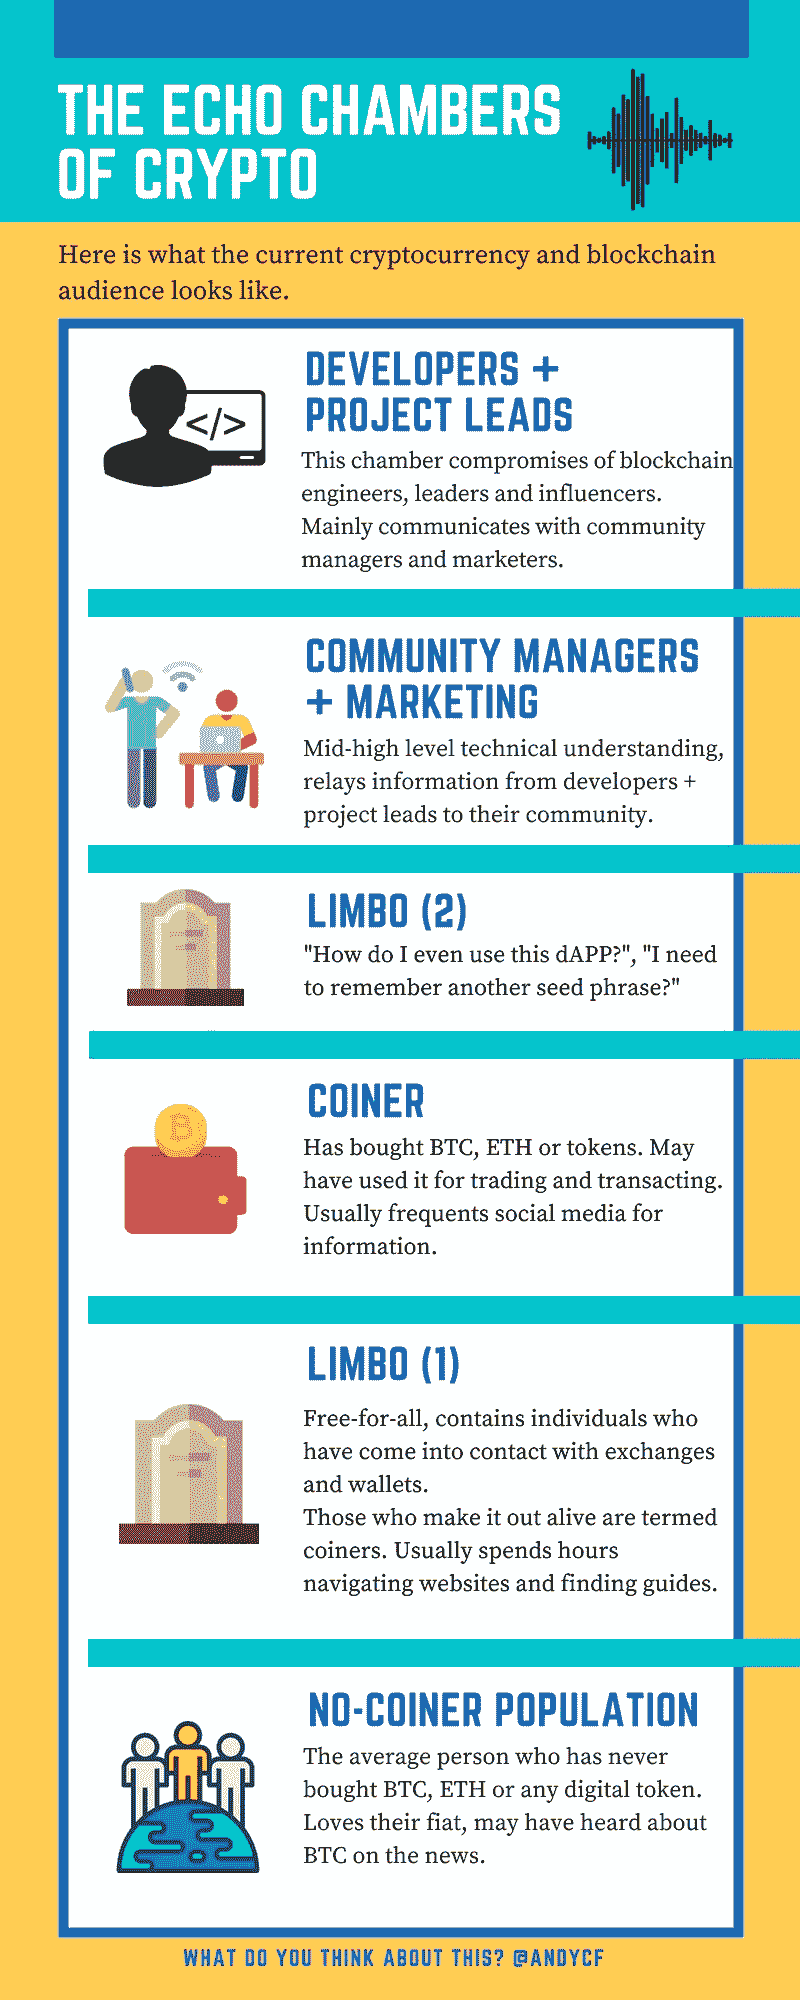 THE ECHO CHAMBERS
OF CRYPTO
Here is what the current cryptocurrency and blockchain
audience looks like.
</>
DEVELOPERS +
PROJECT LEADS
This chamber compromises of blockchain
engineers, leaders and influencers.
Mainly communicates with community
managers and marketers.
COMMUNITY MANAGERS
+ MARKETING
Mid-high level technical understanding,
relays information from developers +
project leads to their community.
LIMBO (2)
"How do I even use this dAPP?", "I need
to remember another seed phrase?"
COINER
Has bought BTC, ETH or tokens. May
have used it for trading and transacting.
Usually frequents social media for
information.
LIMBO (1)
Free-for-all, contains individuals who
have come into contact with exchanges
and wallets.
Those who make it out alive are termed
coiners. Usually spends hours
navigating websites and finding guides.
NO-COINER POPULATION
The average person who has never
bought BTC, ETH or any digital token.
Loves their fiat, may have heard about
BTC on the news.
WHAT DO YOU THINK ABOUT THIS? @ANDYCF